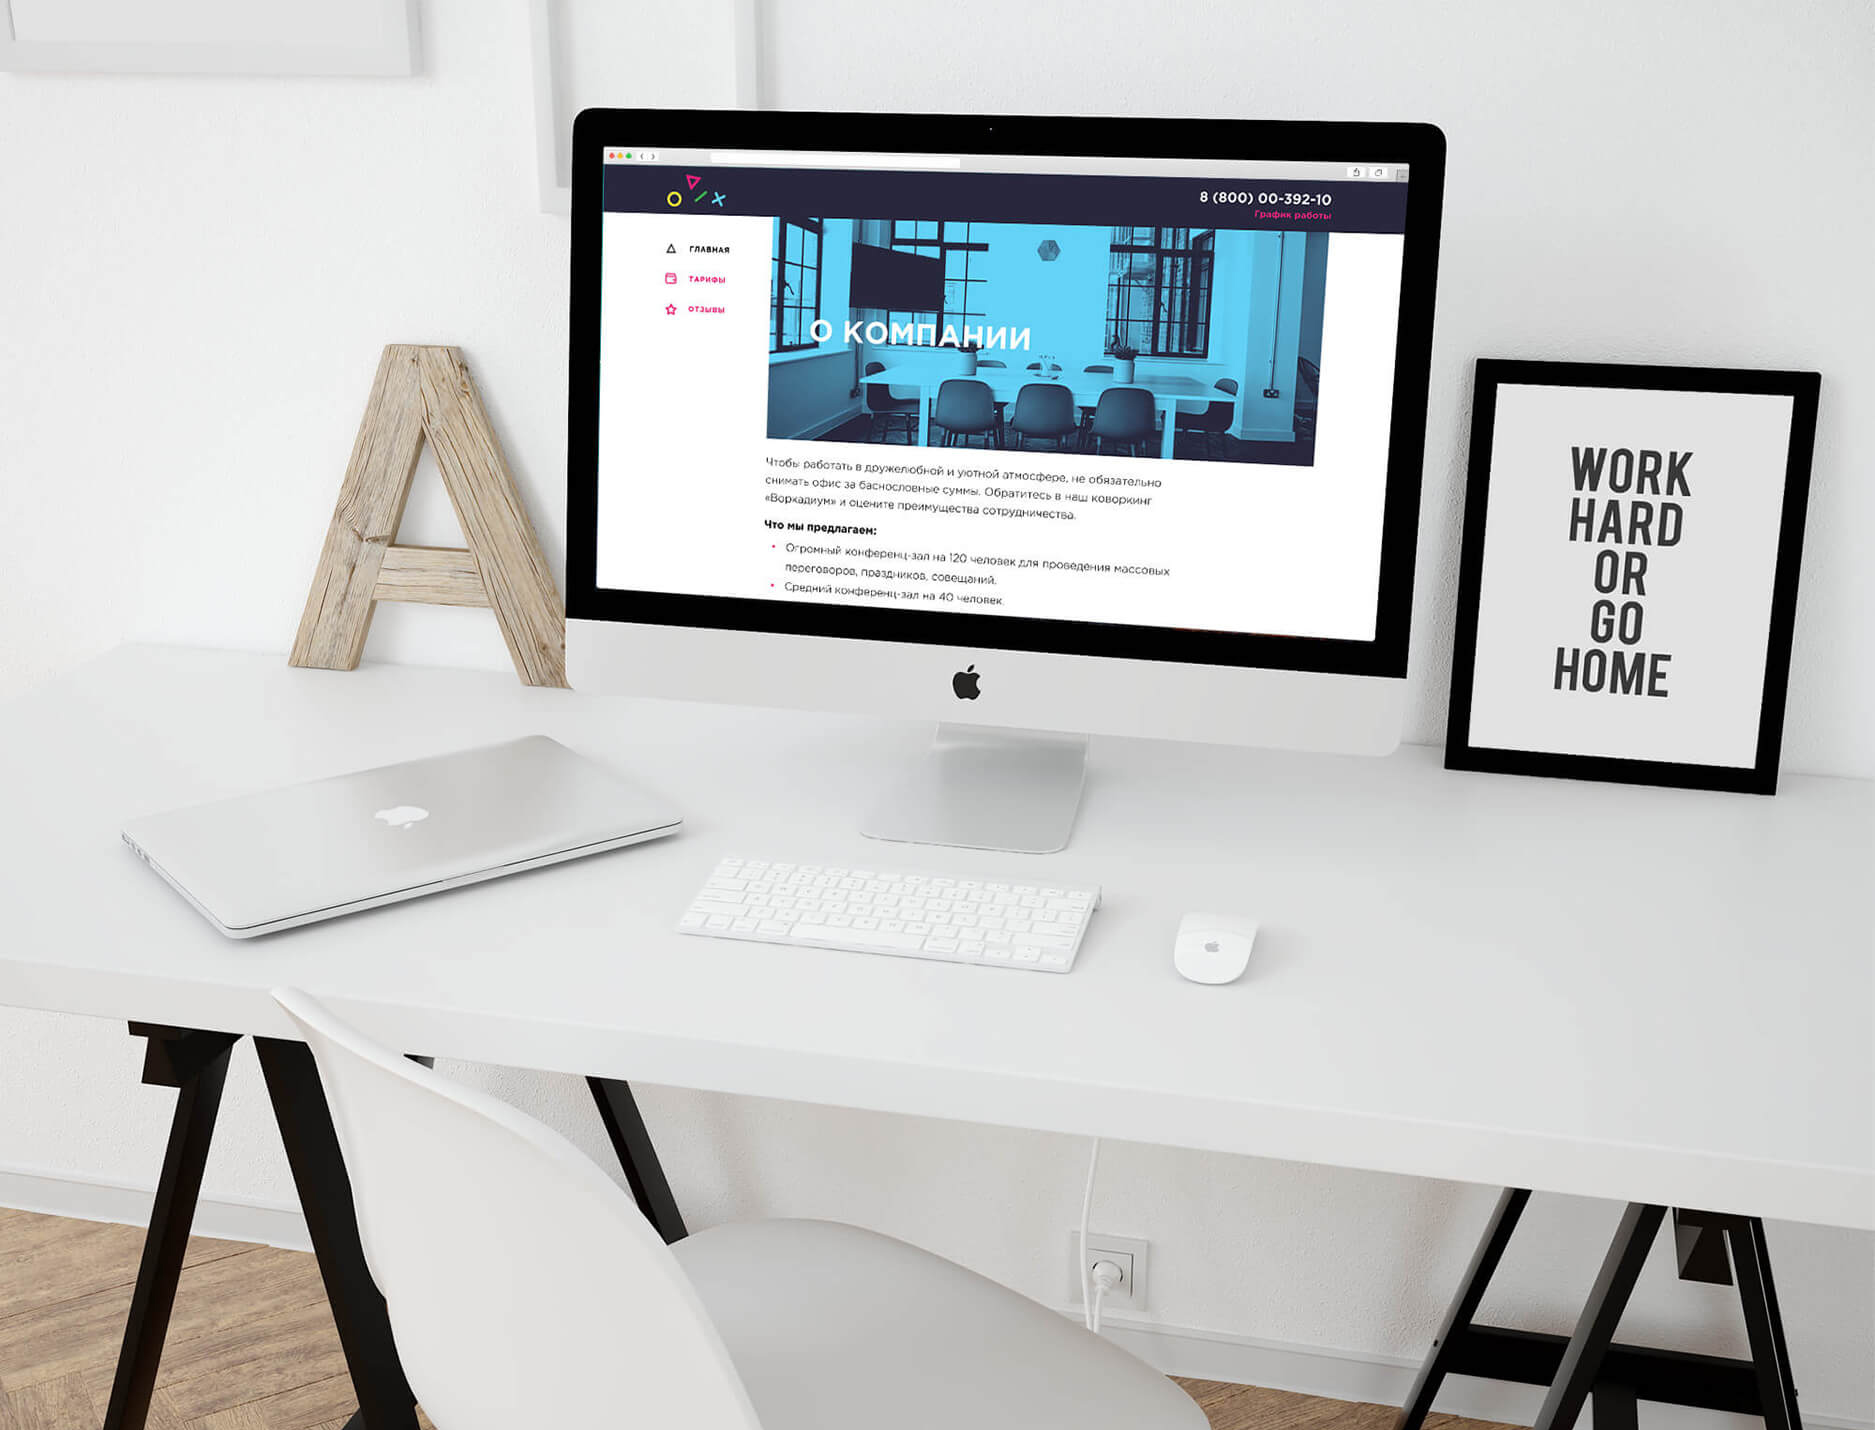 8 (800) 00-392-10
График работы
ГЛАВНАЯ
ТАРИФЫ
ОТЗЫВЫ
О КОМПАНИИ
Чтобы работать в дружелюбной и уютной атмосфере, не обязательно
снимать офис за баснословные суммы. Обратитесь в наш коворкинг
«Воркадиум» и оцените преимущества сотрудничества.
Что мы предлагаем:
• Огромный конференц-зал на 120 человек для проведения массовых
переговоров, праздников, совещаний.
• Средний конференц-зал на 40 человек.
A
WORK
HARD
OR
GO
HOME